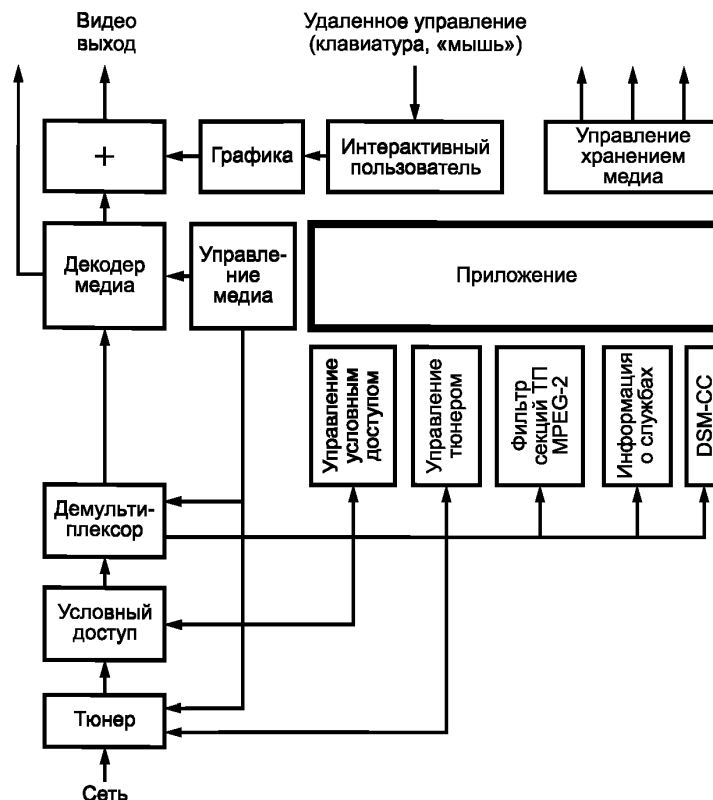 Видео
выход
Удаленное управление
(клавиатура, «мышь»)
+
Графика
Интерактивный
пользователь
Управление
хранением
медиа
Декодер
медиа
Управле-
ние
медиа
Приложение
Управление
условным
доступом
Управление
тюнером
Фильтр
секций ТП
MPEG-2
Информация
о службах
DSM-CC
Демульти-
плексор
Условный
доступ
Тюнер
Сеть